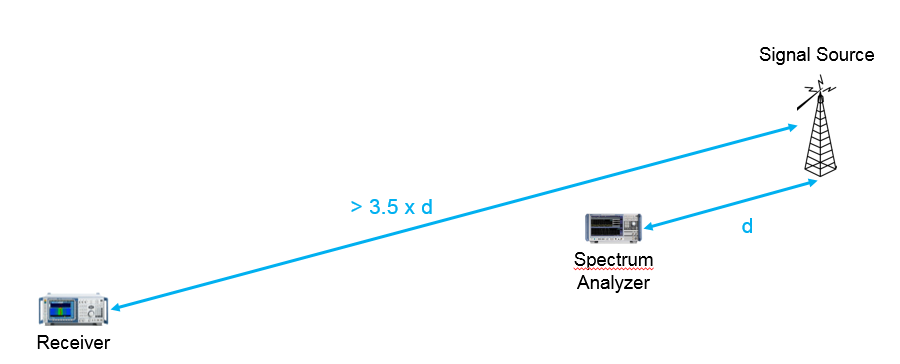 Signal Source
> 3.5 x d
d
Spectrum
Analyzer
Receiver